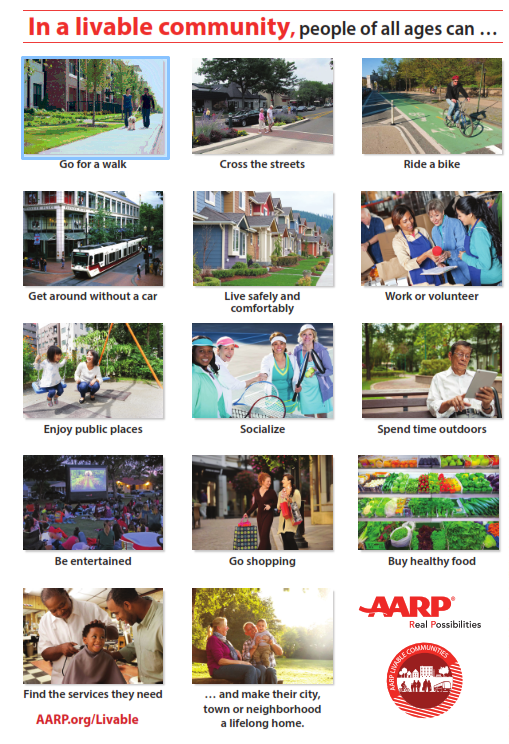 In a livable community, people of all ages can …
Go for a walk
Cross the streets
Ride a bike
Get around without a car
Live safely and
comfortably
Work or volunteer
Enjoy public places
Socialize
Spend time outdoors
Be entertained
Go shopping
Buy healthy food
Find the services they need
… and make their city,
town or neighborhood
a lifelong home.
AARP®
Real Possibilities
AARP LIVABLE COMMUNITIES
AARP.org/Livable